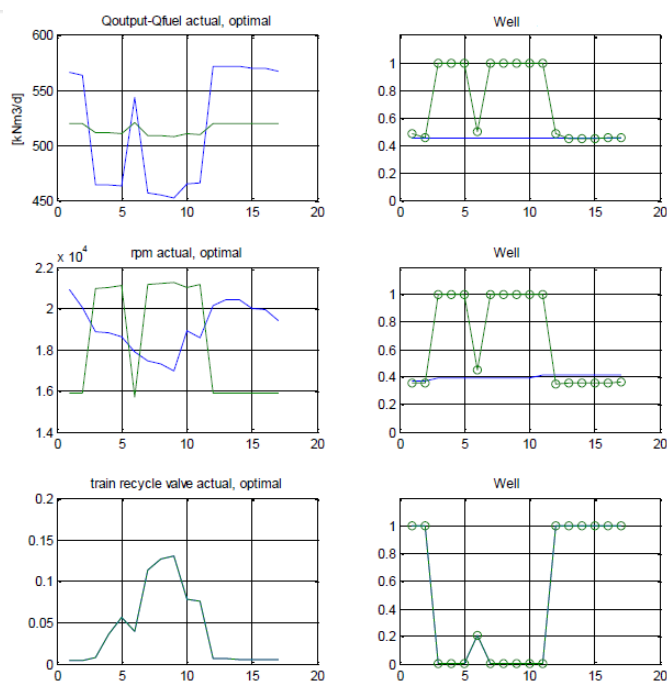 Qoutput-Qfuel actual, optimal
Well
600
550
500
450
[kNm3/d]
0 5 10 15 20
1
0.8
0.6
0.4
0.2
0
0 5 10 15 20
rpm actual, optimal
Well
x 10^4
2.2
2
1.8
1.6
1.4
0 5 10 15 20
1
0.8
0.6
0.4
0.2
0
0 5 10 15 20
train recycle valve actual, optimal
Well
0.2
0.15
0.1
0.05
0
0 5 10 15 20
1
0.8
0.6
0.4
0.2
0
0 5 10 15 20